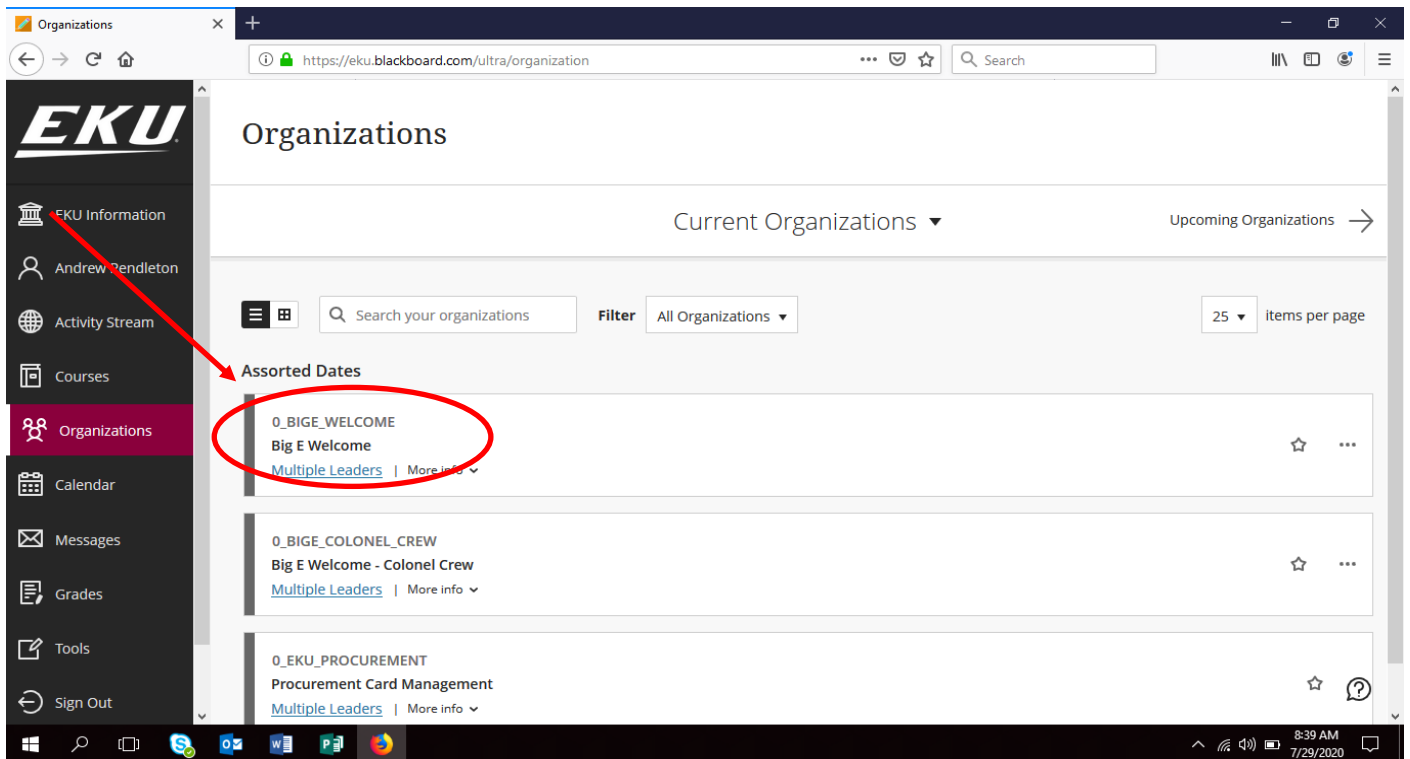 Organizations
https://eku.blackboard.com/ultra/organization
Search
EKU
EKU Information
Andrew Pendleton
Activity Stream
Courses
Organizations
Calendar
Messages
Grades
Tools
Sign Out
Organizations
Current Organizations
Upcoming Organizations
Search your organizations
Filter
All Organizations
25
items per page
Assorted Dates
0_BIGE_WELCOME
Big E Welcome
Multiple Leaders | More info
0_BIGE_COLONEL_CREW
Big E Welcome - Colonel Crew
Multiple Leaders | More info
0_EKU_PROCUREMENT
Procurement Card Management
Multiple Leaders | More info
8:39 AM
7/29/2020